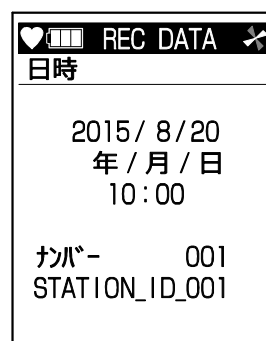 REC DATA
日時
2015/ 8/20
年 / 月 / 日
10:00
ﾅﾝﾊﾞｰ 001
STATION_ID_001